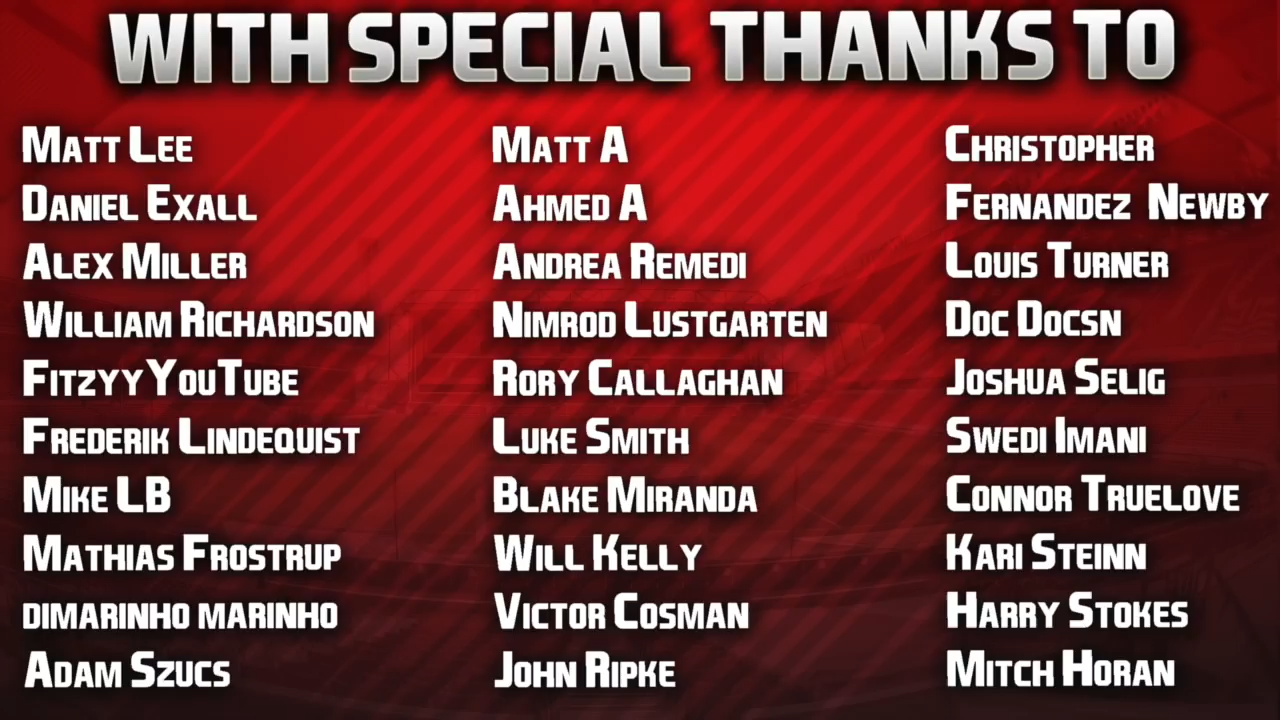 WITH SPECIAL THANKS TO
Matt Lee
Daniel Exall
Alex Miller
William Richardson
FitzyyYouTube
Frederik Lindequist
Mike LB
Mathias Frostrup
dimarinho marinho
Adam Szucs
Matt A
Ahmed A
Andrea Remedi
Nimrod Lustgarten
Rory Callaghan
Luke Smith
Blake Miranda
Will Kelly
Victor Cosman
John Ripke
Christopher
Fernandez Newby
Louis Turner
Doc Docsn
Joshua Selig
Swedi Imani
Connor Truelove
Kari Steinn
Harry Stokes
Mitch Horan